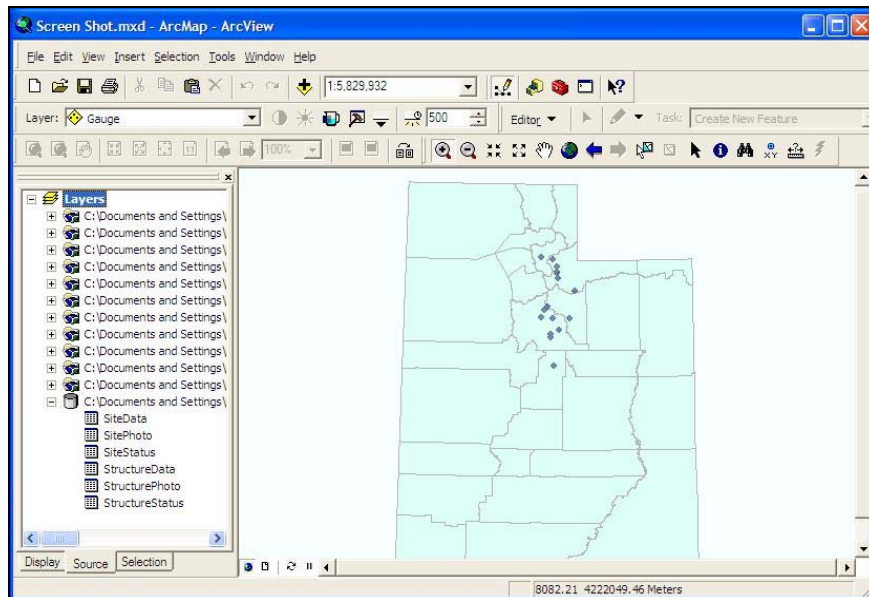 Screen Shot.mxd - ArcMap - ArcView
File Edit View Insert Selection Tools Window Help
1:5,829,932
Layer: Gauge 500 Editor Task: Create New Feature
100%
Layers
C:\Documents and Settings\
C:\Documents and Settings\
C:\Documents and Settings\
C:\Documents and Settings\
C:\Documents and Settings\
C:\Documents and Settings\
C:\Documents and Settings\
C:\Documents and Settings\
C:\Documents and Settings\
C:\Documents and Settings\
C:\Documents and Settings\
C:\Documents and Settings\
SiteData
SitePhoto
SiteStatus
StructureData
StructurePhoto
StructureStatus
Display Source Selection
8082.21 4222049.46 Meters